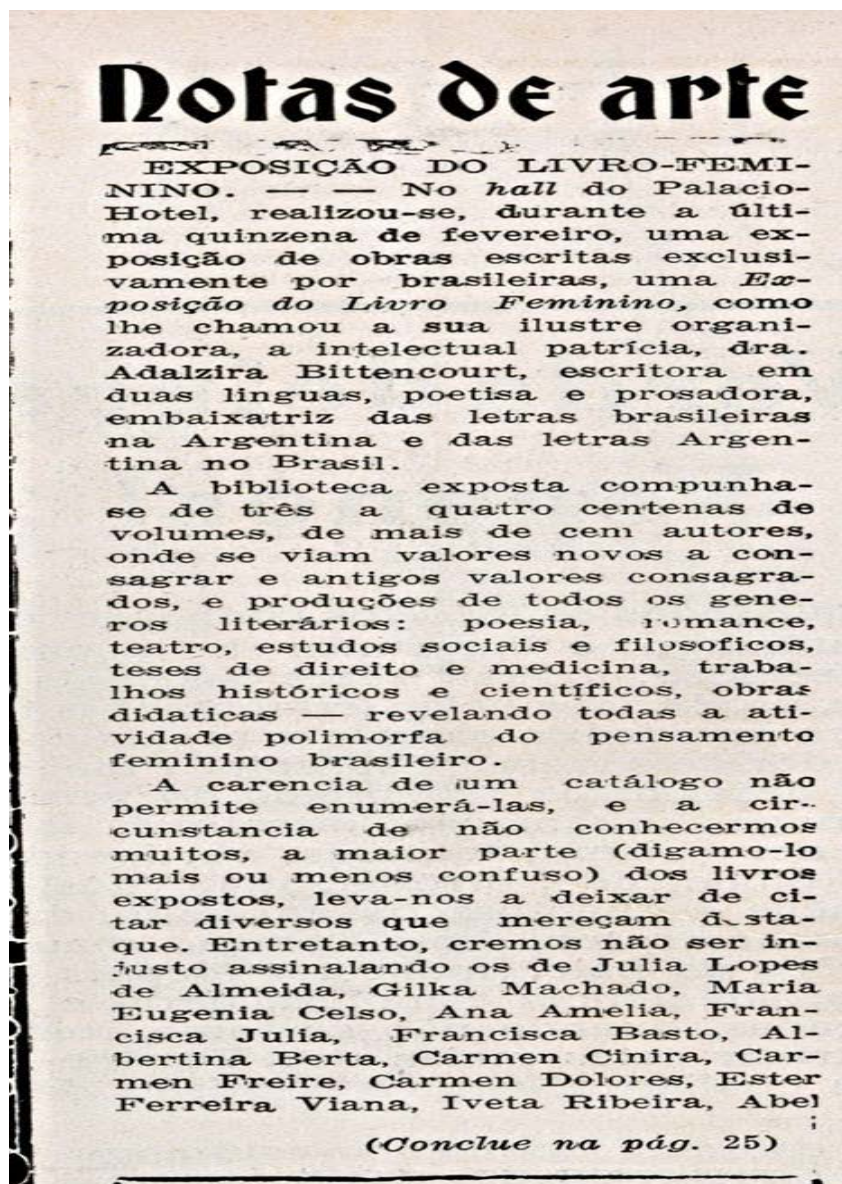 Notas de arte
EXPOSIÇÃO DO LIVRO-FEMI-
NINO. — — No hall do Palacio-
Hotel, realizou-se, durante a últi-
ma quinzena de fevereiro, uma ex-
posição de obras escritas exclusi-
vamente por brasileiras, uma Ex-
posição do Livro Feminino, como
lhe chamou a sua ilustre organi-
zadora, a intelectual patrícia, dra.
Adalzira Bittencourt, escritora em
duas linguas, poetisa e prosadora,
embaixatriz das letras brasileiras
na Argentina e das letras Argen-
tina no Brasil.
A biblioteca exposta compunha-
se de três a quatro centenas de
volumes, de mais de cem autores,
onde se viam valores novos a con-
sagrar e antigos valores consagra-
dos, e produções de todos os gene-
ros literários: poesia, romance,
teatro, estudos sociais e filosoficos,
teses de direito e medicina, traba-
lhos históricos e científicos, obras
didaticas — revelando todas a ati-
vidade polimorfa do pensamento
feminino brasileiro.
A carencia de um catálogo não
permite enumerá-las, e a cir-
cunstancia de não conhecermos
muitos, a maior parte (digamo-lo
mais ou menos confuso) dos livros
expostos, leva-nos a deixar de ci-
tar diversos que mereçam desta-
que. Entretanto, cremos não ser in-
justo assinalando os de Julia Lopes
de Almeida, Gilka Machado, Maria
Eugenia Celso, Ana Amelia, Fran-
cisca Julia, Francisca Basto, Al-
bertina Berta, Carmen Cinira, Car-
men Freire, Carmen Dolores, Ester
Ferreira Viana, Iveta Ribeira, Abel
(Conclue na pág. 25)